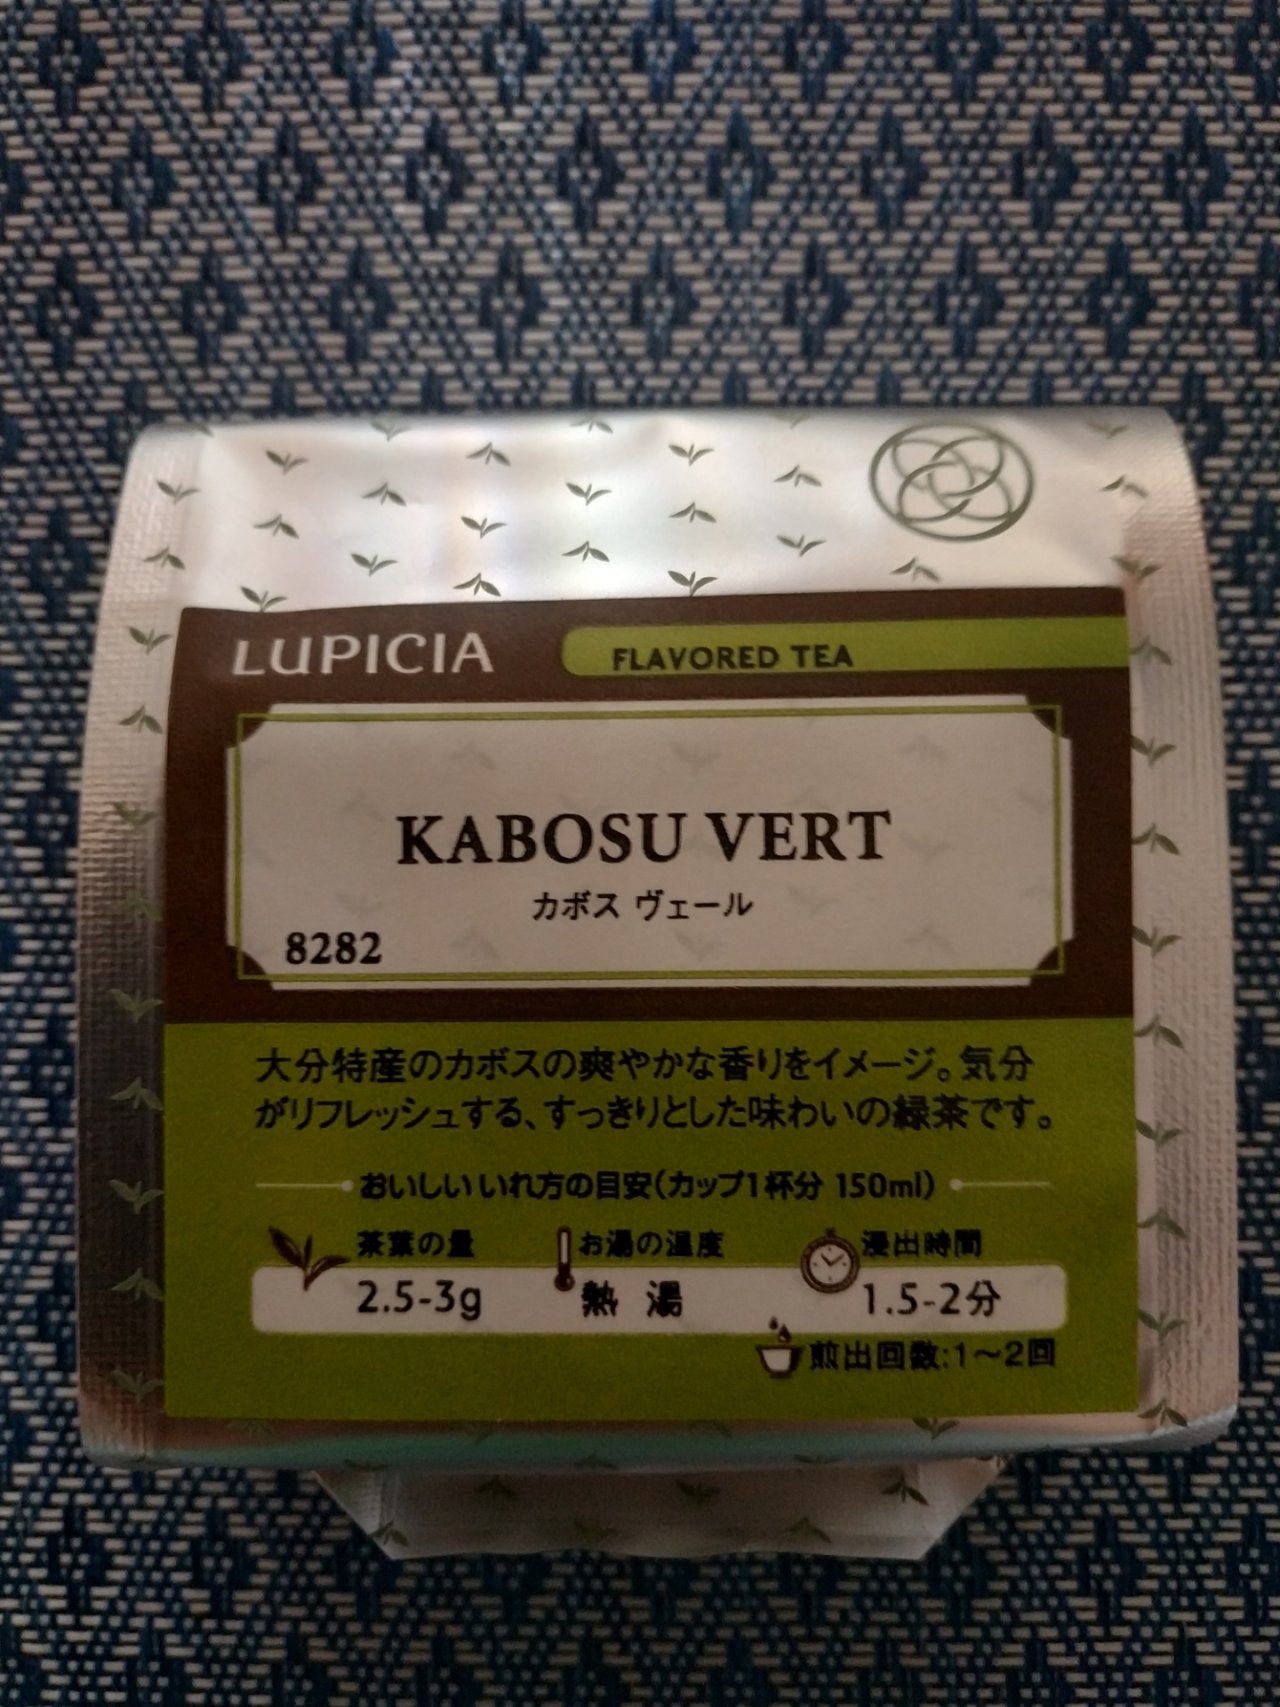 LUPICIA
FLAVORED TEA
KABOSU VERT
カボス ヴェール
8282
大分特産のカボスの爽やかな香りをイメージ。気分
がリフレッシュする、すっきりとした味わいの緑茶です。
おいしいいれ方の目安(カップ1杯分 150ml)
茶葉の量
お湯の温度
浸出時間
2.5-3g
熱 湯
1.5-2分
煎出回数:1～2回